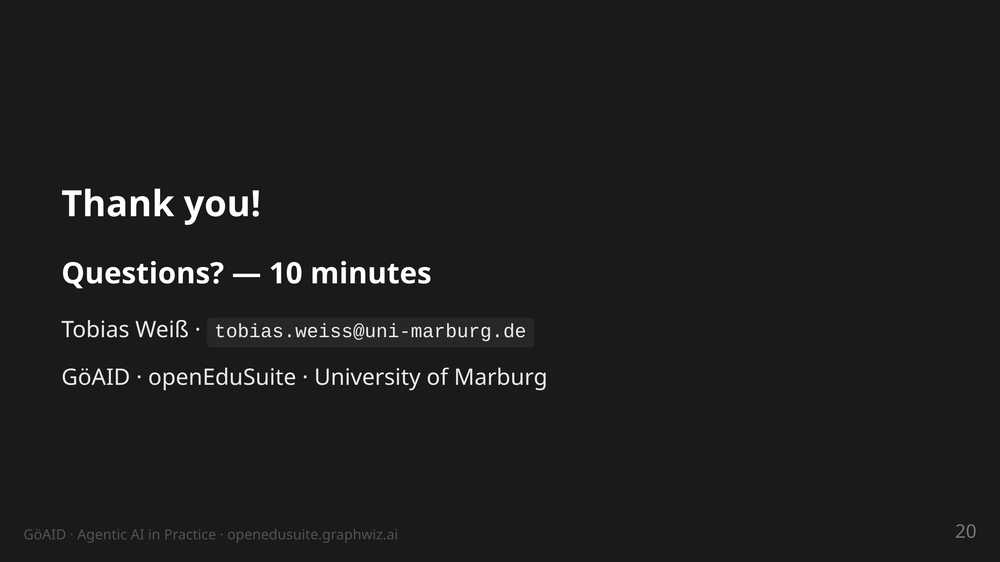 Thank you!
Questions? — 10 minutes
Tobias Weiß · tobias.weiss@uni-marburg.de
GöAID · openEduSuite · University of Marburg
GöAID · Agentic AI in Practice · openedusuite.graphwiz.ai
20